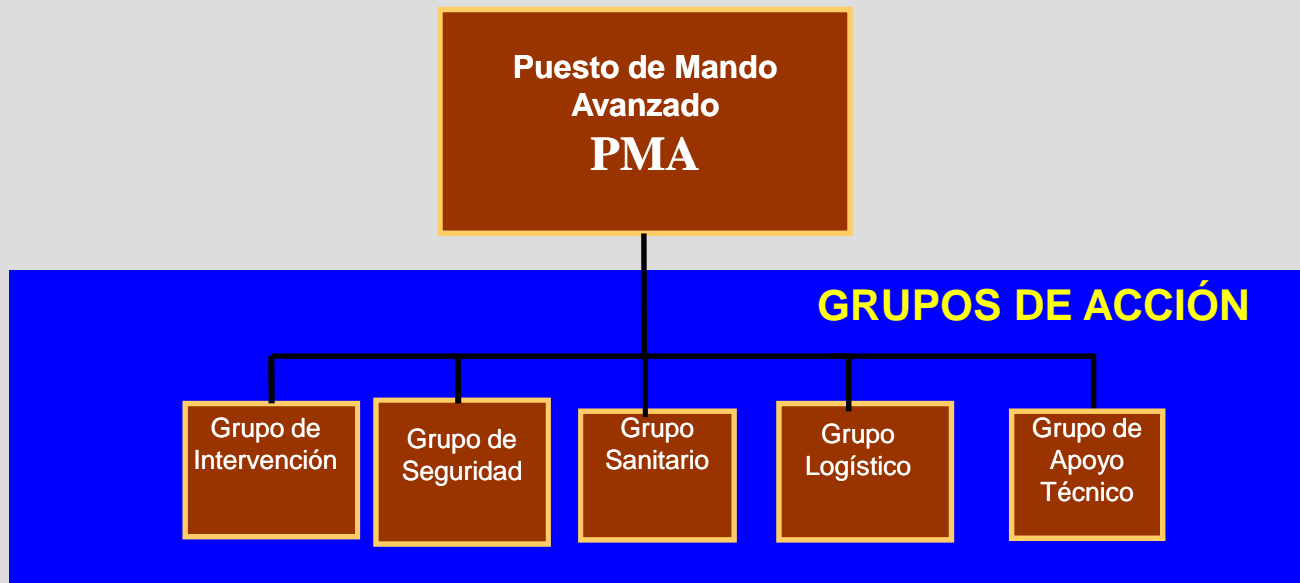 Puesto de Mando
Avanzado
PMA
GRUPOS DE ACCIÓN
Grupo de
Intervención
Grupo de
Seguridad
Grupo
Sanitario
Grupo
Logístico
Grupo de
Apoyo
Técnico